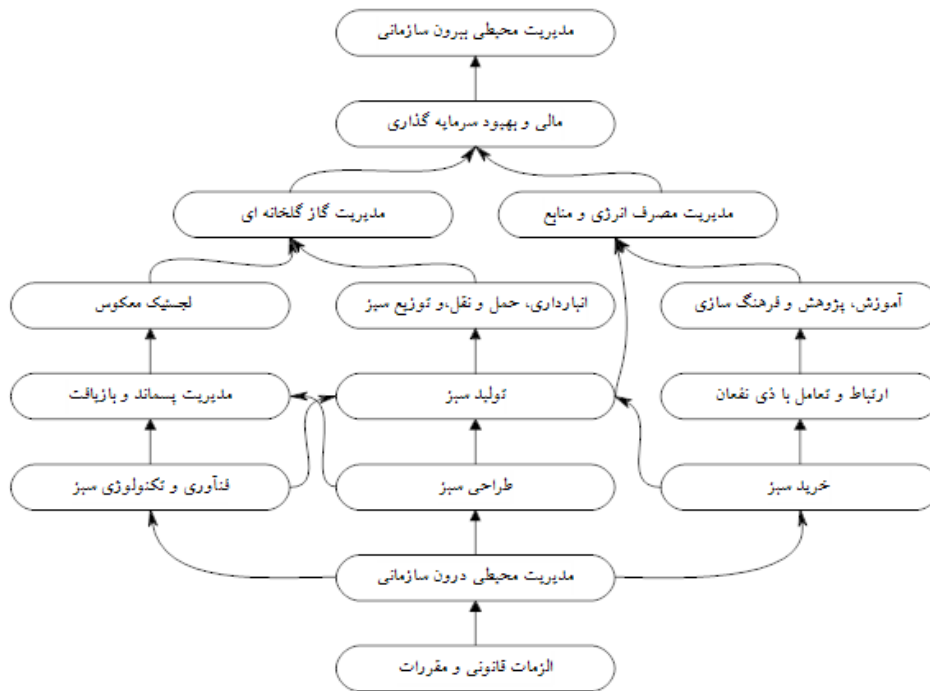 مدیریت محیطی بیرون سازمانی
مالی و بهبود سرمایه گذاری
مدیریت گاز گلخانه ای
مدیریت مصرف انرژی و منابع
لجستیک معکوس
انبارداری، حمل و نقل،و توزیع سبز
آموزش، پژوهش و فرهنگ سازی
مدیریت پسماند و بازیافت
تولید سبز
ارتباط و تعامل با ذی نفعان
فنآوری و تکنولوژی سبز
طراحی سبز
خرید سبز
مدیریت محیطی درون سازمانی
الزمات قانونی و مقررات